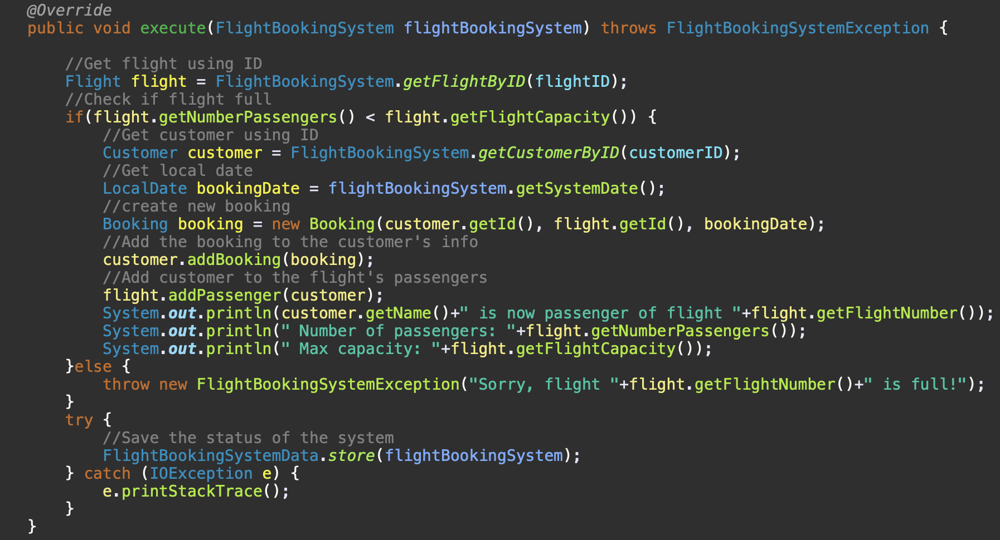 @Override
public void execute(FlightBookingSystem flightBookingSystem) throws FlightBookingSystemException {
//Get flight using ID
Flight flight = FlightBookingSystem.getFlightByID(flightID);
//Check if flight full
if(flight.getNumberPassengers() < flight.getFlightCapacity()) {
//Get customer using ID
Customer customer = FlightBookingSystem.getCustomerByID(customerID);
//Get local date
LocalDate bookingDate = flightBookingSystem.getSystemDate();
//create new booking
Booking booking = new Booking(customer.getId(), flight.getId(), bookingDate);
//Add the booking to the customer's info
customer.addBooking(booking);
//Add customer to the flight's passengers
flight.addPassenger(customer);
System.out.println(customer.getName()+" is now passenger of flight "+flight.getFlightNumber());
System.out.println(" Number of passengers: "+flight.getNumberPassengers());
System.out.println(" Max capacity: "+flight.getFlightCapacity());
}else {
throw new FlightBookingSystemException("Sorry, flight "+flight.getFlightNumber()+" is full!");
}
try {
//Save the status of the system
FlightBookingSystemData.store(flightBookingSystem);
} catch (IOException e) {
e.printStackTrace();
}
}